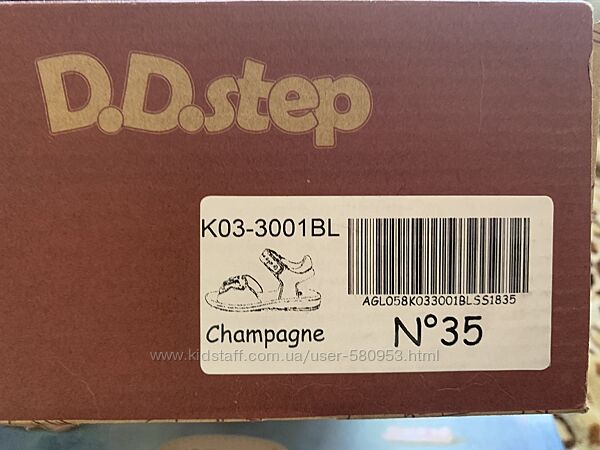 D.D.step
K03-3001BL
AGL058K033001BLSS1835
Champagne
N°35
www.kidstaff.com.ua/user-580953.html